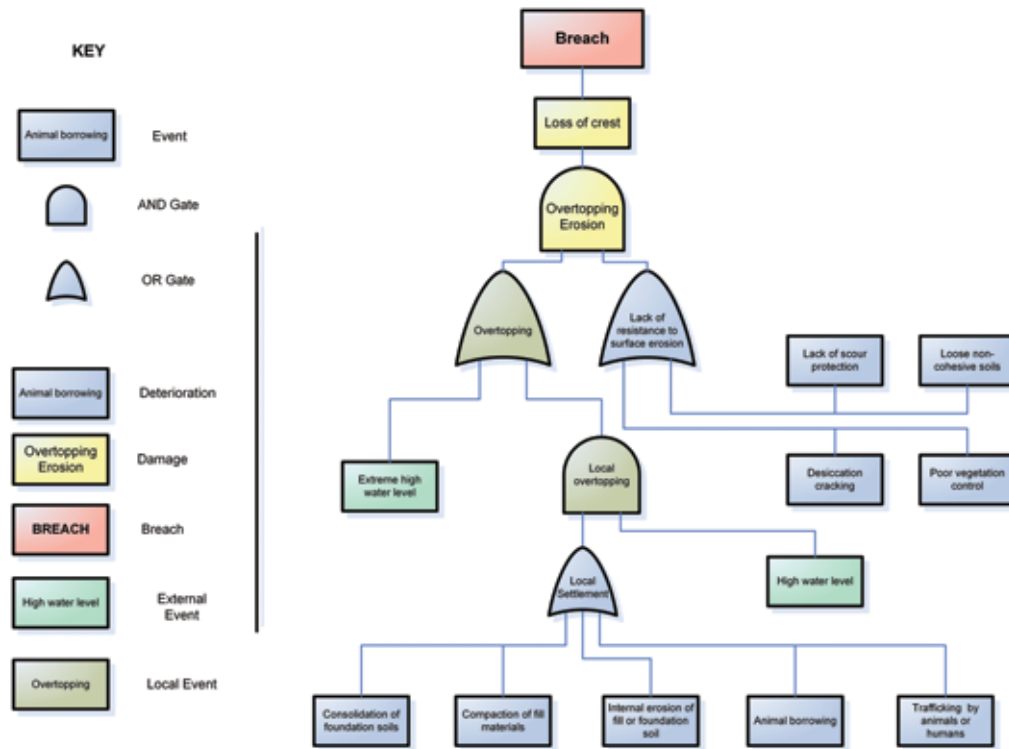 KEY
Animal borrowing
Event
AND Gate
OR Gate
Animal borrowing
Deterioration
Overtopping
Erosion
Damage
BREACH
Breach
High water level
External
Event
Overtopping
Local Event
Breach
Loss of crest
Overtopping
Erosion
Overtopping
Lack of
resistance to
surface erosion
Lack of scour
protection
Loose non-
cohesive soils
Extreme high
water level
Local
overtopping
Desiccation
cracking
Poor vegetation
control
Local
Settlement
High water level
Consolidation of
foundation soils
Compaction of fill
materials
Internal erosion of
fill or foundation
soil
Animal borrowing
Trafficking by
animals or
humans